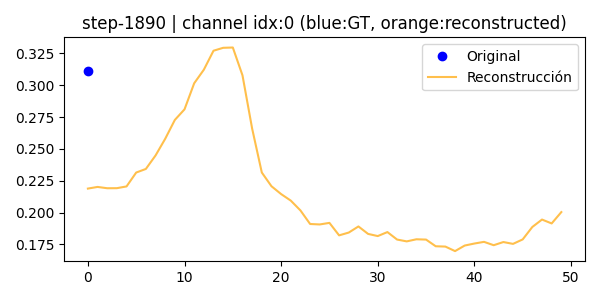 step-1890 | channel idx:0 (blue:GT, orange:reconstructed)
Original
Reconstrucción
0.325
0.300
0.275
0.250
0.225
0.200
0.175
0 10 20 30 40 50